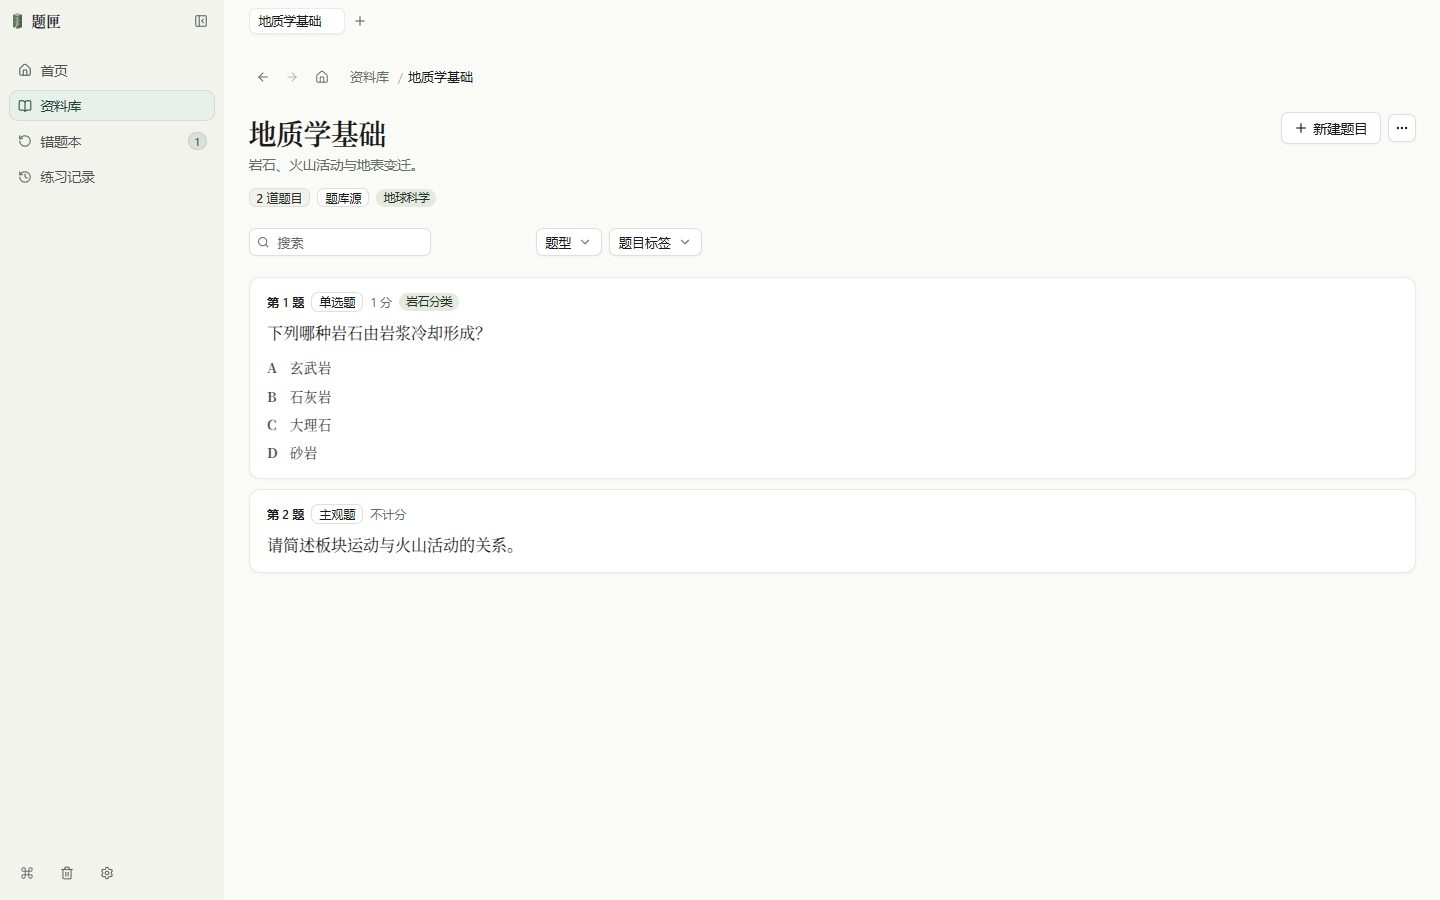 题匣
首页
资料库
错题本 1
练习记录
地质学基础
资料库 / 地质学基础
地质学基础
岩石、火山活动与地表变迁。
2 道题目 题库源 地球科学
新建题目
搜索 题型 题目标签
第 1 题 单选题 1 分 岩石分类
下列哪种岩石由岩浆冷却形成?
A 玄武岩
B 石灰岩
C 大理石
D 砂岩
第 2 题 主观题 不计分
请简述板块运动与火山活动的关系。